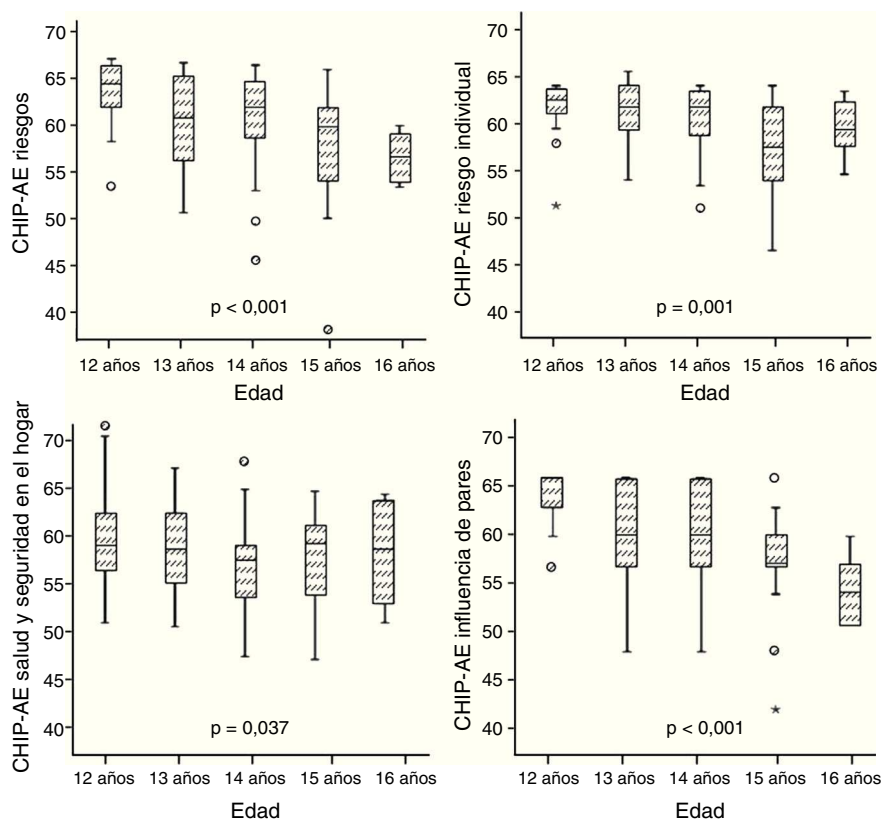 CHIP-AE riesgos
70
65
60
55
50
45
40
p < 0,001
12 años 13 años 14 años 15 años 16 años
Edad
CHIP-AE riesgo individual
70
65
60
55
50
45
40
p = 0,001
12 años 13 años 14 años 15 años 16 años
Edad
CHIP-AE salud y seguridad en el hogar
70
65
60
55
50
45
40
p = 0,037
12 años 13 años 14 años 15 años 16 años
Edad
CHIP-AE influencia de pares
70
65
60
55
50
45
40
p < 0,001
12 años 13 años 14 años 15 años 16 años
Edad